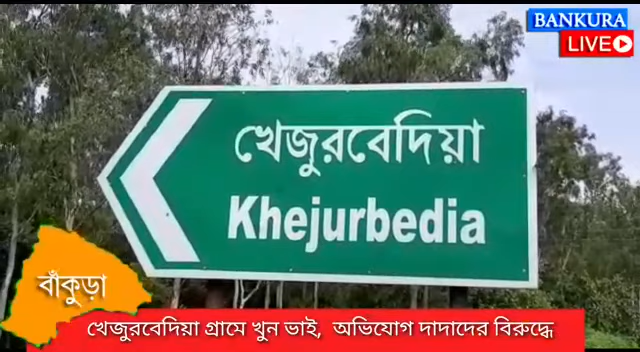 BANKURA
LIVE
খেজুরবেদিয়া
Khejurbedia
বাঁকুড়া
খেজুরবেদিয়া গ্রামে খুন ভাই, অভিযোগ দাদাদের বিরুদ্ধে